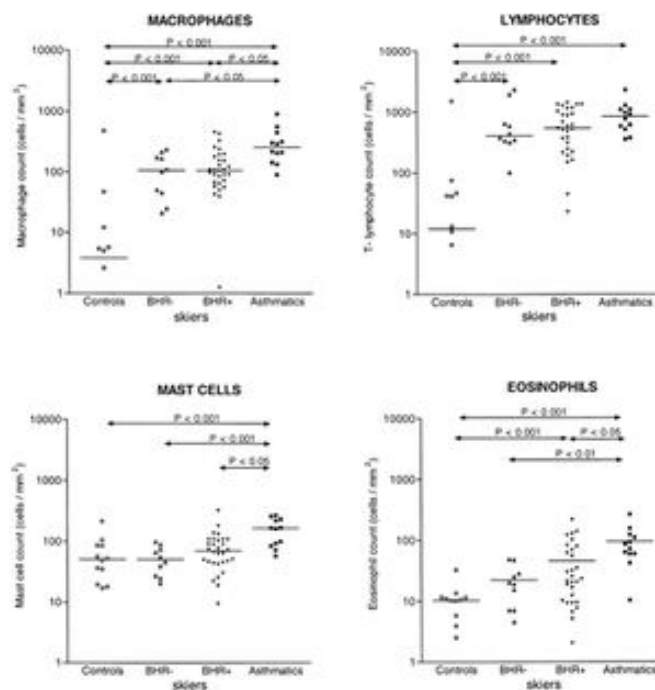 MACROPHAGES
P < 0.001
P < 0.001
P < 0.05
P < 0.001
P < 0.05
10000
1000
100
10
1
Macrophage count (cells / mm²)
Controls
BHR-
BHR+
Asthmatics
skiers
LYMPHOCYTES
P < 0.001
P < 0.001
P < 0.001
10000
1000
100
10
1
T- lymphocyte count (cells / mm²)
Controls
BHR-
BHR+
Asthmatics
skiers
MAST CELLS
P < 0.001
P < 0.001
P < 0.05
10000
1000
100
10
1
Mast cell count (cells / mm²)
Controls
BHR-
BHR+
Asthmatics
skiers
EOSINOPHILS
P < 0.001
P < 0.001
P < 0.05
P < 0.01
10000
1000
100
10
1
Eosinophil count (cells / mm²)
Controls
BHR-
BHR+
Asthmatics
skiers